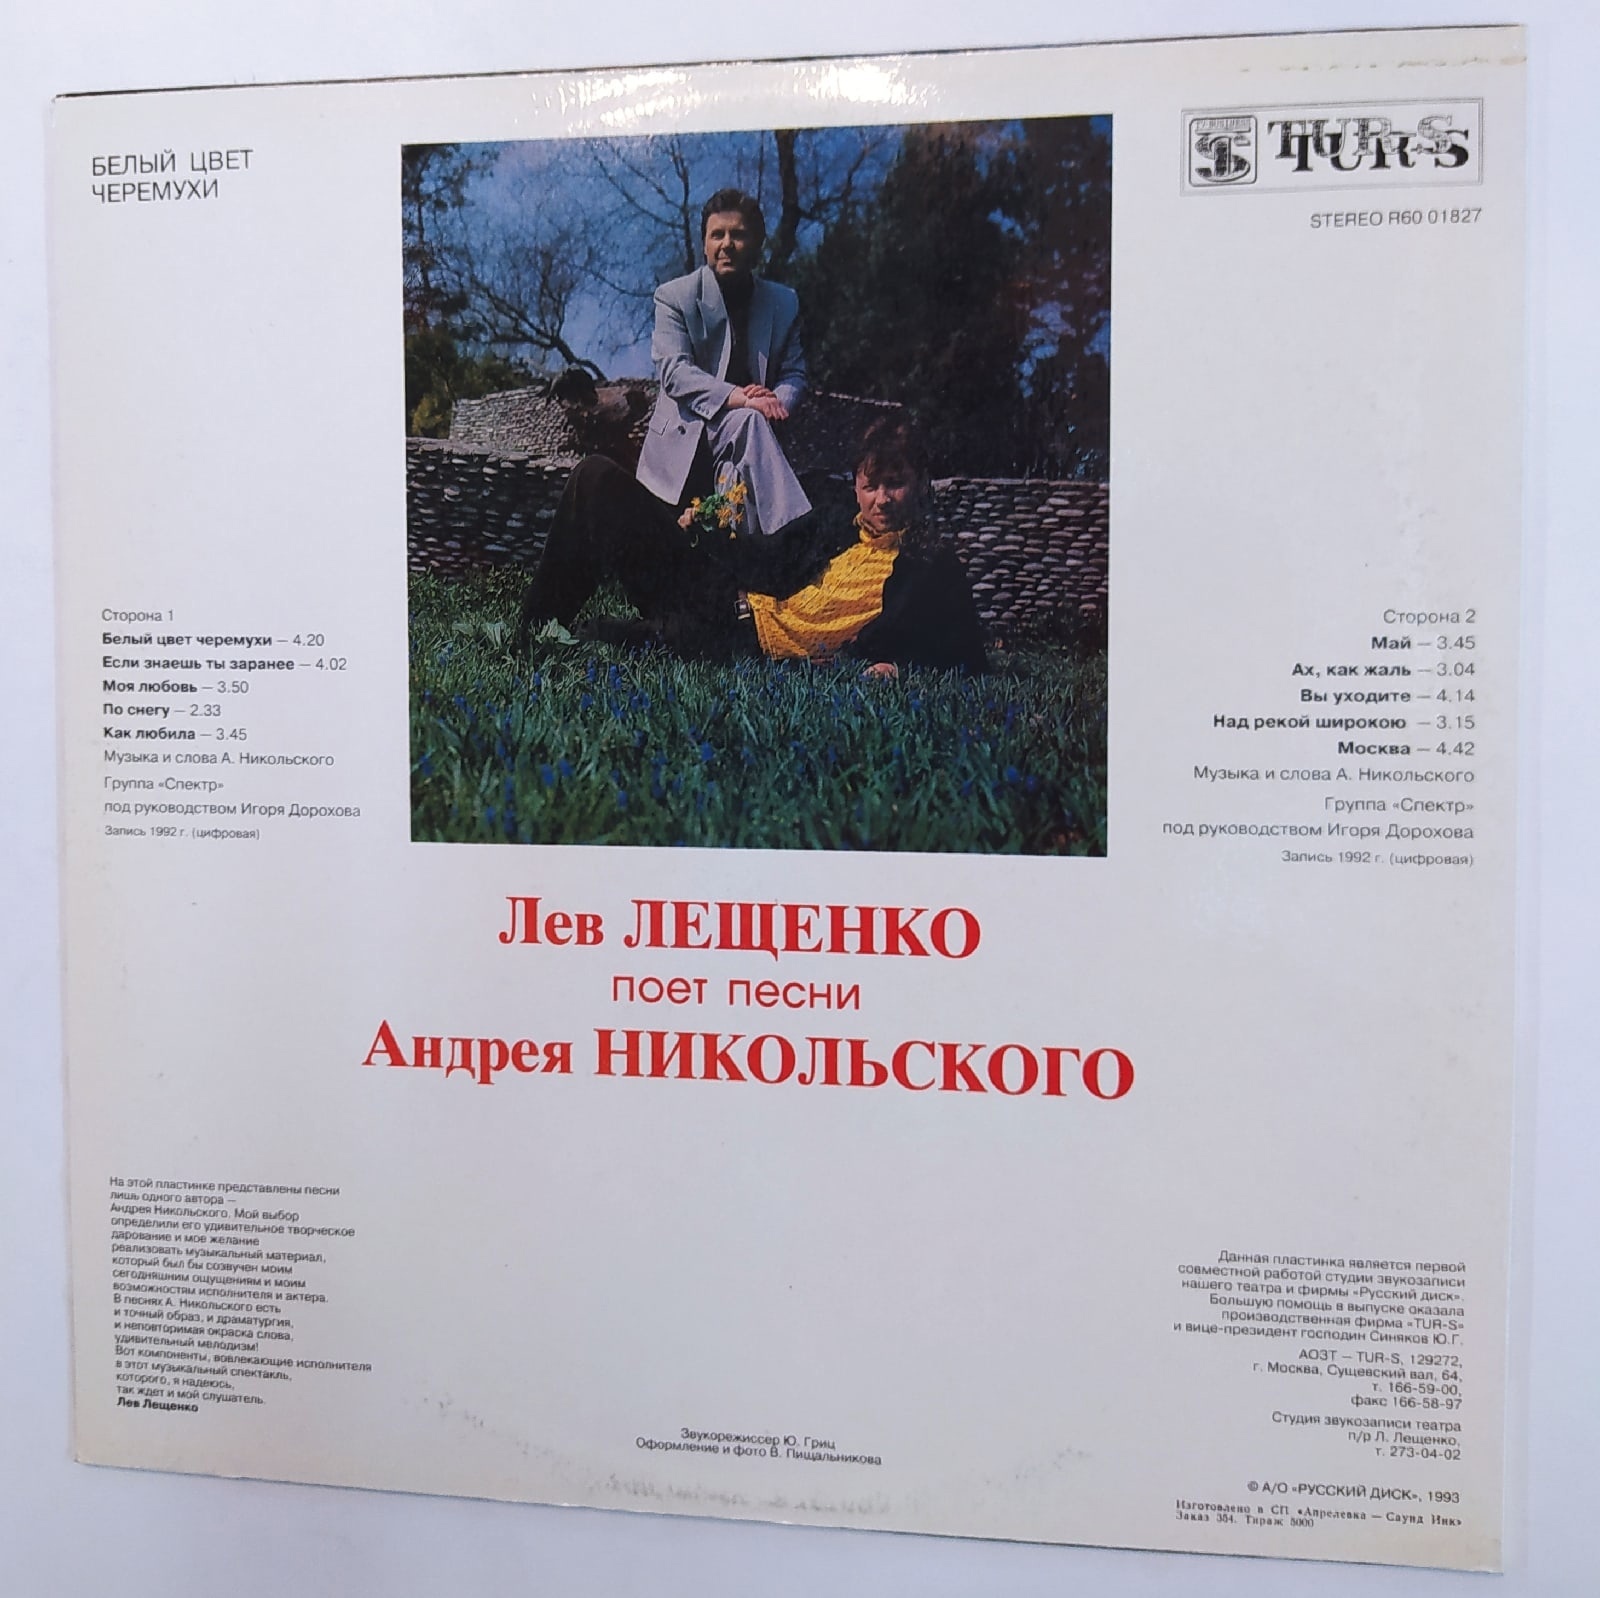 БЕЛЫЙ ЦВЕТ
ЧЕРЕМУХИ
TUR-S
TUR-S
STEREO R60 01827
Сторона 1
Белый цвет черемухи – 4.20
Если знаешь ты заранее – 4.02
Моя любовь – 3.50
По снегу – 2.33
Как любила – 3.45
Музыка и слова А. Никольского
Группа «Спектр»
под руководством Игоря Дорохова
Запись 1992 г. (цифровая)
Сторона 2
Май – 3.45
Ах, как жаль – 3.04
Вы уходите – 4.14
Над рекой широкою – 3.15
Москва – 4.42
Музыка и слова А. Никольского
Группа «Спектр»
под руководством Игоря Дорохова
Запись 1992 г. (цифровая)
Лев ЛЕЩЕНКО
поет песни
Андрея НИКОЛЬСКОГО
На этой пластинке представлены песни
лишь одного автора –
Андрея Никольского. Мой выбор
определили его удивительное творческое
дарование и мое желание
реализовать музыкальный материал,
который был бы созвучен моим
сегодняшним ощущениям и моим
возможностям исполнителя и актера.
В песнях А. Никольского есть
и точный образ, и драматургия,
и неповторимая окраска слова,
удивительный мелодизм!
Вот компоненты, вовлекающие исполнителя
в этот музыкальный спектакль,
которого, я надеюсь,
так ждет и мой слушатель.
Лев Лещенко
Звукорежиссер Ю. Гриц
Оформление и фото В. Пищальникова
Данная пластинка является первой
совместной работой студии звукозаписи
нашего театра и фирмы «Русский диск».
Большую помощь в выпуске оказала
производственная фирма «TUR-S»
и вице-президент господин Синяков Ю.Г.
АОЗТ – TUR-S, 129272,
г. Москва, Сущевский вал, 64,
т. 166-59-00,
факс 166-58-97
Студия звукозаписи театра
п/р Л. Лещенко,
т. 273-04-02
© А/О «РУССКИЙ ДИСК», 1993
Изготовлено в СП «Апрелевка — Саунд Инк»
Заказ 354. Тираж 5000